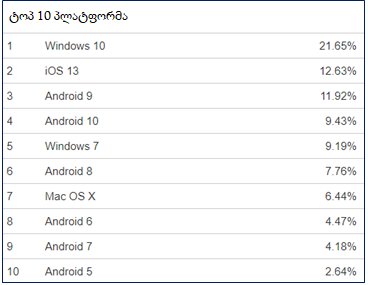 ტოპ 10 პლატფორმა
1 Windows 10 21.65%
2 iOS 13 12.63%
3 Android 9 11.92%
4 Android 10 9.43%
5 Windows 7 9.19%
6 Android 8 7.76%
7 Mac OS X 6.44%
8 Android 6 4.47%
9 Android 7 4.18%
10 Android 5 2.64%